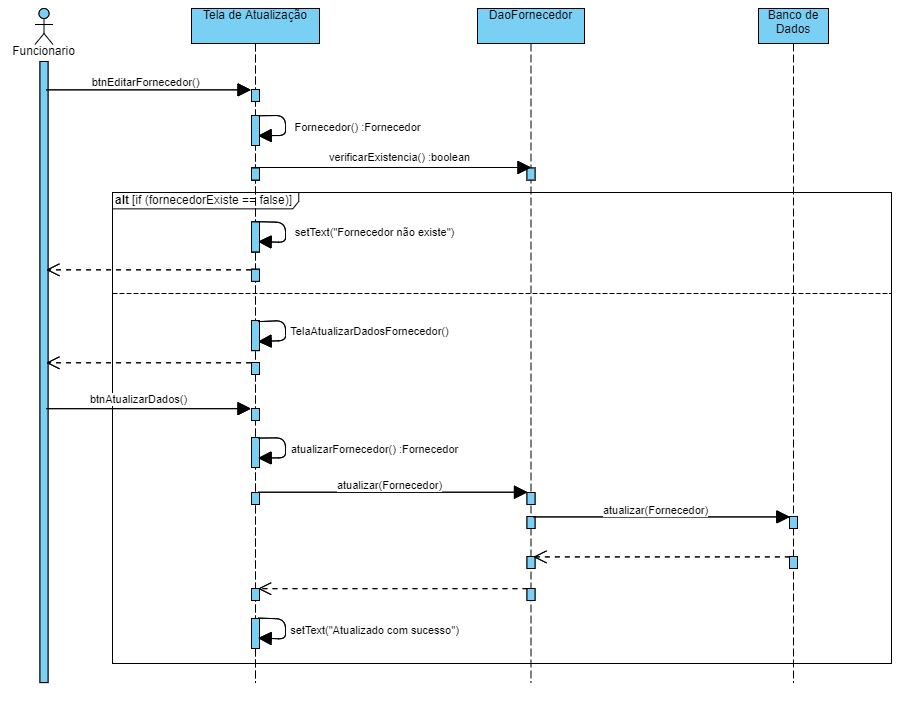 Tela de Atualização
DaoFornecedor
Banco de
Dados
Funcionario
btnEditarFornecedor()
Fornecedor() :Fornecedor
verificarExistencia() :boolean
alt [if (fornecedorExiste == false)]
setText("Fornecedor não existe")
TelaAtualizarDadosFornecedor()
btnAtualizarDados()
atualizarFornecedor() :Fornecedor
atualizar(Fornecedor)
atualizar(Fornecedor)
setText("Atualizado com sucesso")